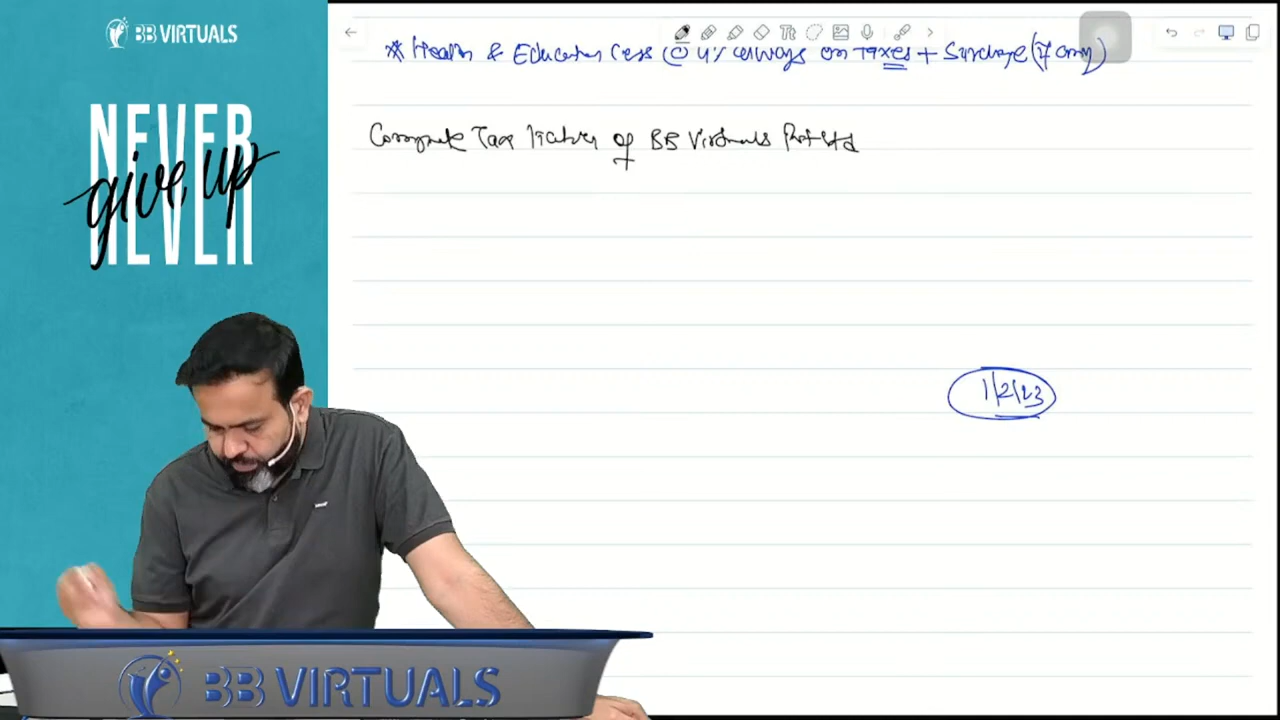 BB VIRTUALS
* Health & Education Cess @ 4% always on Taxes + Surcharge (if any)
NEVER
give up
NEVER
Compute Tax liability of BB Virtuals Pvt Ltd
1/2/23
BB VIRTUALS